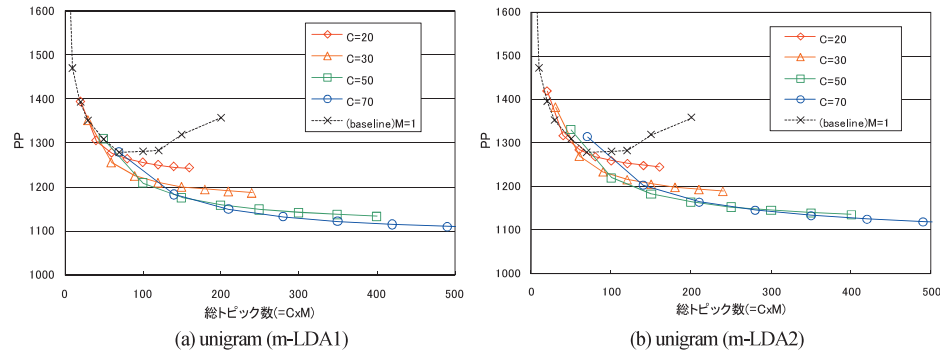 1600
1500
1400
1300
1200
1100
1000
PP
C=20
C=30
C=50
C=70
(baseline)M=1
0
100
200
300
400
500
総トピック数(=CxM)
(a) unigram (m-LDA1)
1600
1500
1400
1300
1200
1100
1000
PP
C=20
C=30
C=50
C=70
(baseline)M=1
0
100
200
300
400
500
総トピック数(=CxM)
(b) unigram (m-LDA2)